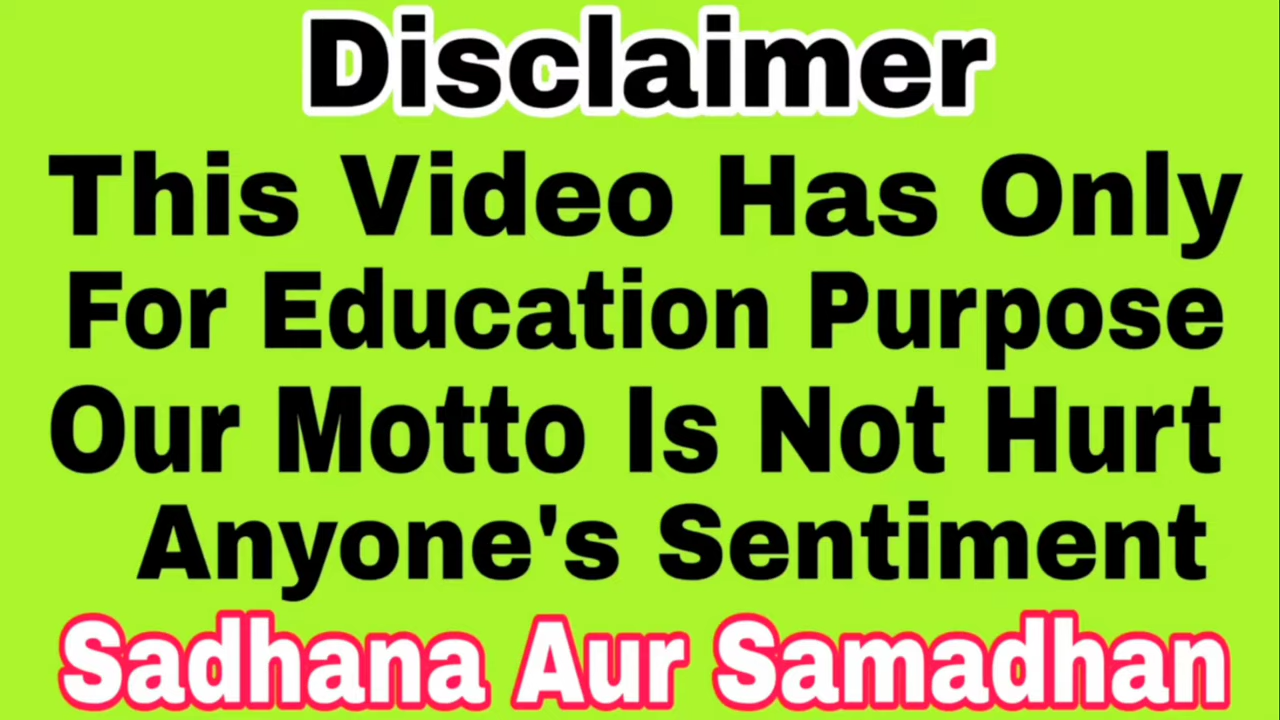 Disclaimer
This Video Has Only
For Education Purpose
Our Motto Is Not Hurt
Anyone's Sentiment
Sadhana Aur Samadhan